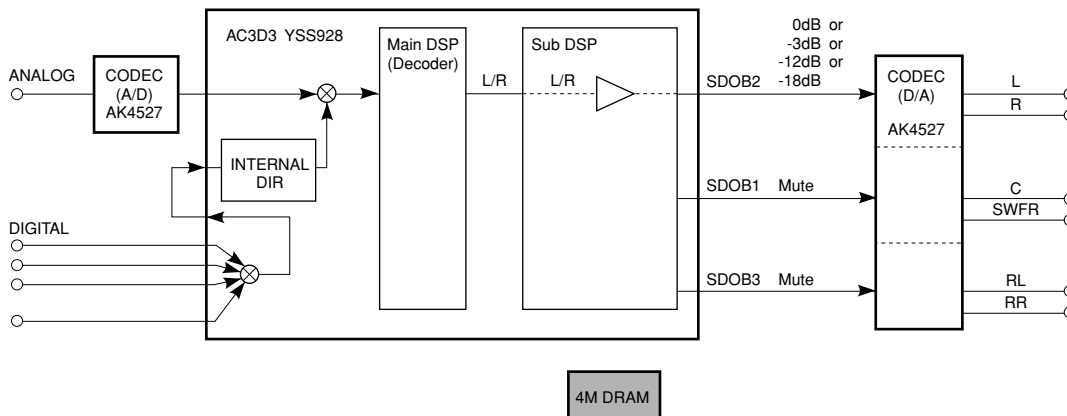 AC3D3 YSS928
ANALOG
CODEC
(A/D)
AK4527
Main DSP
(Decoder)
Sub DSP
0dB or
-3dB or
-12dB or
-18dB
L/R
L/R
SDOB2
CODEC
(D/A)
AK4527
L
R
INTERNAL
DIR
SDOB1 Mute
C
SWFR
DIGITAL
SDOB3 Mute
RL
RR
4M DRAM